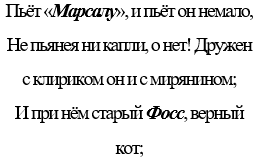 Пьёт «Марсалу», и пьёт он немало,
Не пьянея ни капли, о нет! Дружен
с клириком он и с мирянином;
И при нём старый Фосс, верный
кот;